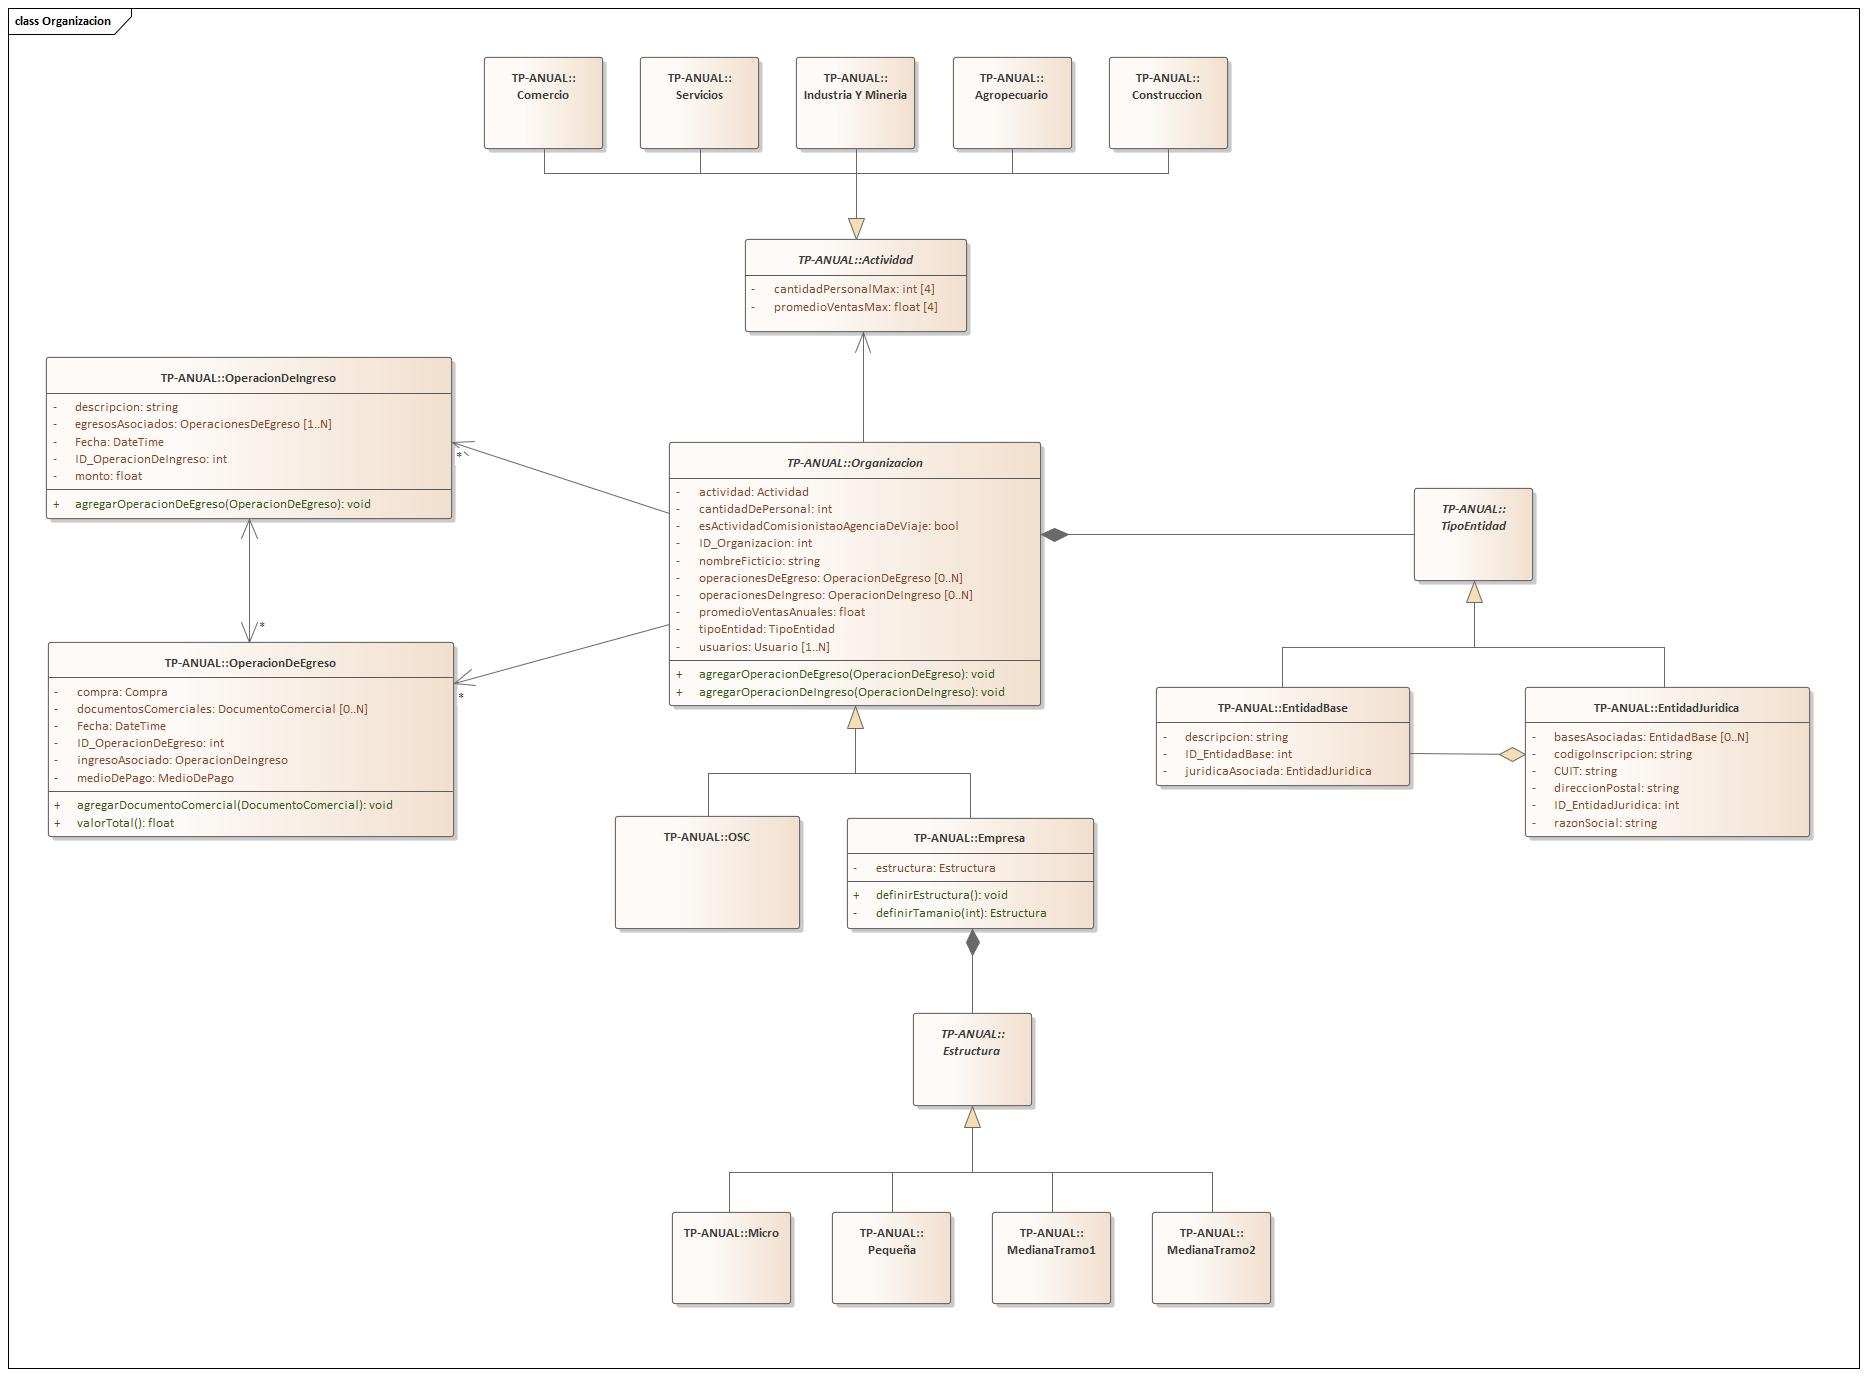 class Organizacion
TP-ANUAL::
Comercio
TP-ANUAL::
Servicios
TP-ANUAL::
Industria Y Mineria
TP-ANUAL::
Agropecuario
TP-ANUAL::
Construccion
TP-ANUAL::Actividad
- cantidadPersonalMax: int [4]
- promedioVentasMax: float [4]
TP-ANUAL::OperacionDeIngreso
- descripcion: string
- egresosAsociados: OperacionesDeEgreso [1..N]
- Fecha: DateTime
- ID_OperacionDeIngreso: int
- monto: float
+ agregarOperacionDeEgreso(OperacionDeEgreso): void
*`
TP-ANUAL::Organizacion
- actividad: Actividad
- cantidadDePersonal: int
- esActividadComisionistaoAgenciaDeViaje: bool
- ID_Organizacion: int
- nombreFicticio: string
- operacionesDeEgreso: OperacionDeEgreso [0..N]
- operacionesDeIngreso: OperacionDeIngreso [0..N]
- promedioVentasAnuales: float
- tipoEntidad: TipoEntidad
- usuarios: Usuario [1..N]
+ agregarOperacionDeEgreso(OperacionDeEgreso): void
+ agregarOperacionDeIngreso(OperacionDeIngreso): void
TP-ANUAL::
TipoEntidad
*
TP-ANUAL::OperacionDeEgreso
- compra: Compra
- documentosComerciales: DocumentoComercial [0..N]
- Fecha: DateTime
- ID_OperacionDeEgreso: int
- ingresoAsociado: OperacionDeIngreso
- medioDePago: MedioDePago
+ agregarDocumentoComercial(DocumentoComercial): void
+ valorTotal(): float
*
TP-ANUAL::EntidadBase
- descripcion: string
- ID_EntidadBase: int
- juridicaAsociada: EntidadJuridica
TP-ANUAL::EntidadJuridica
- basesAsociadas: EntidadBase [0..N]
- codigoInscripcion: string
- CUIT: string
- direccionPostal: string
- ID_EntidadJuridica: int
- razonSocial: string
TP-ANUAL::OSC
TP-ANUAL::Empresa
- estructura: Estructura
+ definirEstructura(): void
- definirTamanio(int): Estructura
TP-ANUAL::
Estructura
TP-ANUAL::Micro
TP-ANUAL::
Pequeña
TP-ANUAL::
MedianaTramo1
TP-ANUAL::
MedianaTramo2